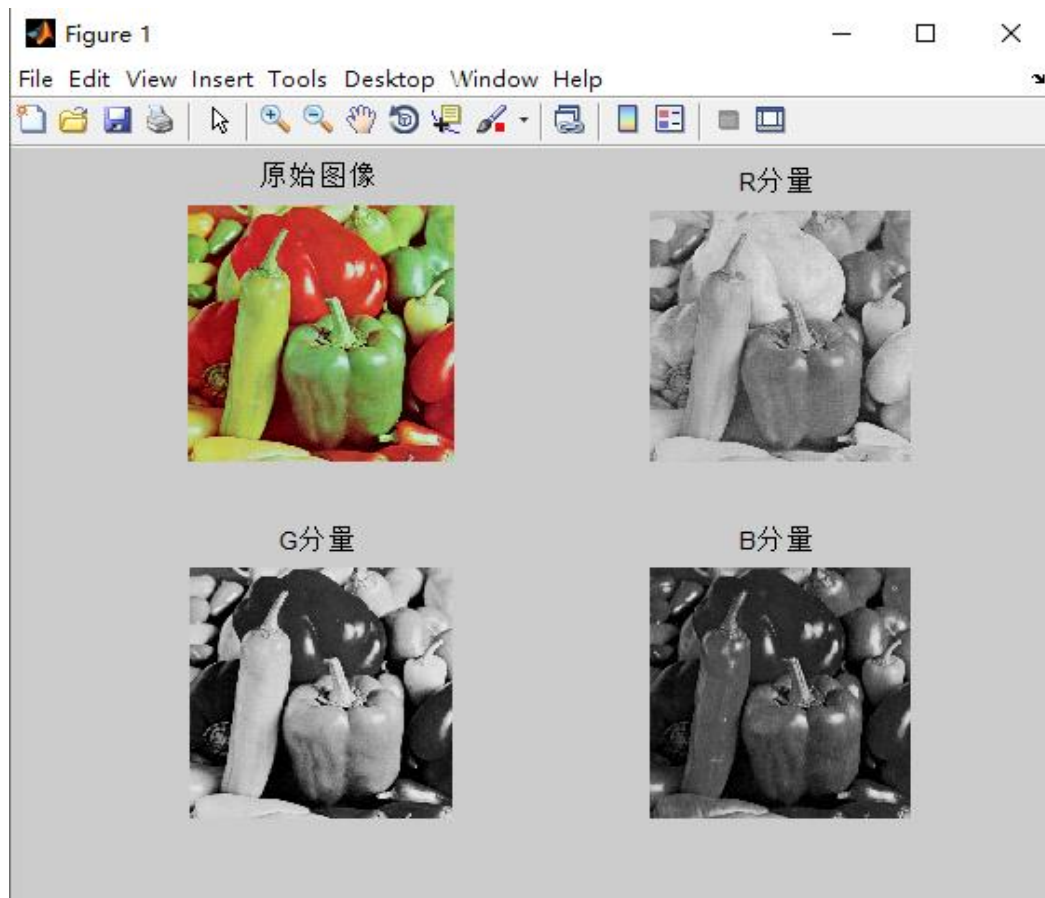 Figure 1
File Edit View Insert Tools Desktop Window Help
原始图像
R分量
G分量
B分量